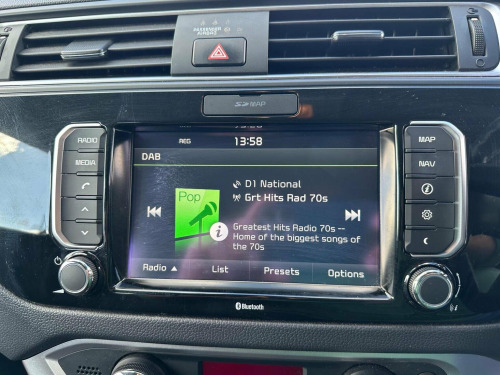 PASSENGER
AIRBAG
SD MAP
RADIO
MEDIA
MAP
NAV
REG
13:58
DAB
Pop
D1 National
Grt Hits Rad 70s
Greatest Hits Radio 70s --
Home of the biggest songs of
the 70s
Radio ▲
List
Presets
Options
Bluetooth